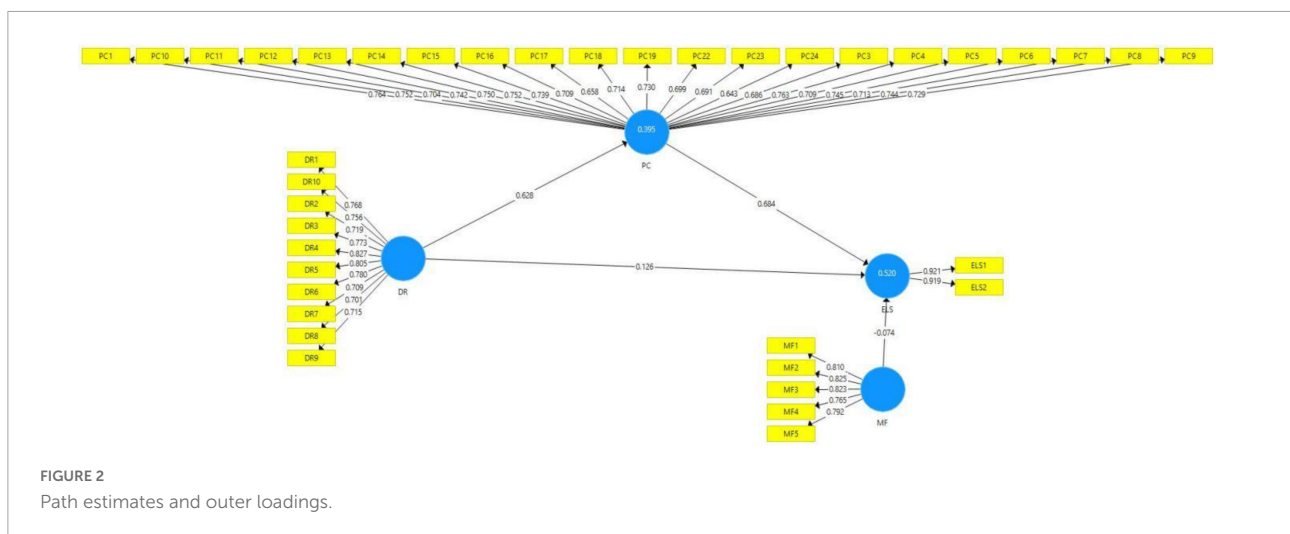 PC1 PC10 PC11 PC12 PC13 PC14 PC15 PC16 PC17 PC18 PC19 PC22 PC23 PC24 PC3 PC4 PC5 PC6 PC7 PC8 PC9
0.764 0.752 0.704 0.742 0.750 0.752 0.739 0.709 0.658 0.714 0.730 0.699 0.691 0.643 0.686 0.763 0.709 0.745 0.713 0.744 0.729
0.395
PC
DR1
DR10
DR2
DR3
DR4
DR5
DR6
DR7
DR8
DR9
0.768
0.756
0.719
0.773
0.827
0.805
0.780
0.709
0.701
0.715
DR
0.628
0.684
0.126
0.520
ELS
0.921
0.919
ELS1
ELS2
-0.074
MF1
MF2
MF3
MF4
MF5
0.810
0.825
0.823
0.765
0.792
MF
FIGURE 2
Path estimates and outer loadings.